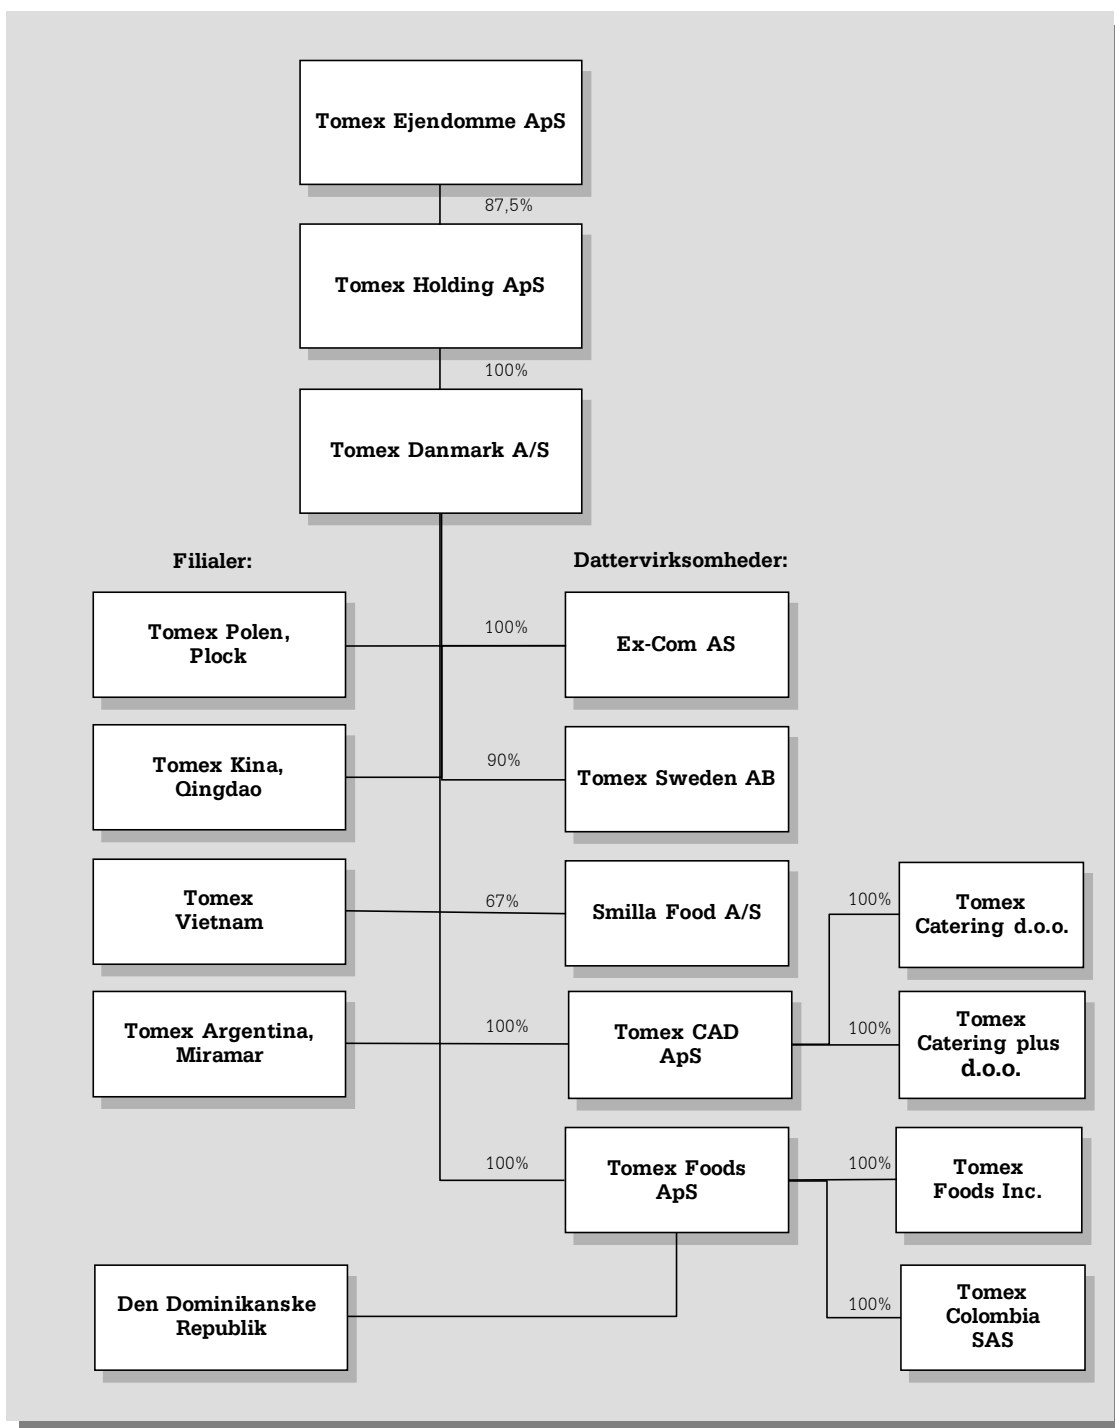 Tomex Ejendomme ApS
87,5%
Tomex Holding ApS
100%
Tomex Danmark A/S
Filialer:
Dattervirksomheder:
Tomex Polen,
Plock
100%
Ex-Com AS
Tomex Kina,
Qingdao
90%
Tomex Sweden AB
Tomex
Vietnam
67%
Smilla Food A/S
100%
Tomex
Catering d.o.o.
Tomex Argentina,
Miramar
100%
Tomex CAD
ApS
100%
Tomex
Catering plus
d.o.o.
100%
Tomex Foods
ApS
100%
Tomex
Foods Inc.
Den Dominikanske
Republik
100%
Tomex
Colombia
SAS